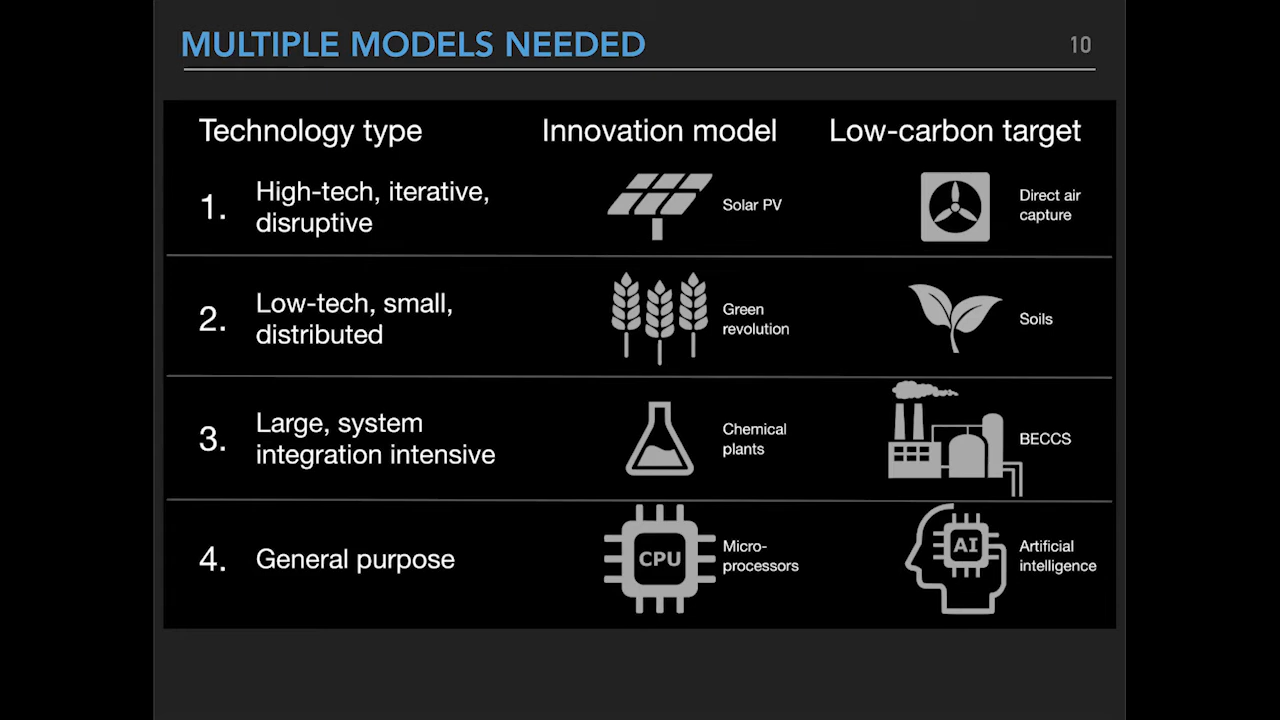 MULTIPLE MODELS NEEDED
10
Technology type
Innovation model
Low-carbon target
1.
High-tech, iterative,
disruptive
Solar PV
Direct air
capture
2.
Low-tech, small,
distributed
Green
revolution
Soils
3.
Large, system
integration intensive
Chemical
plants
BECCS
4.
General purpose
CPU
Micro-
processors
AI
Artificial
intelligence